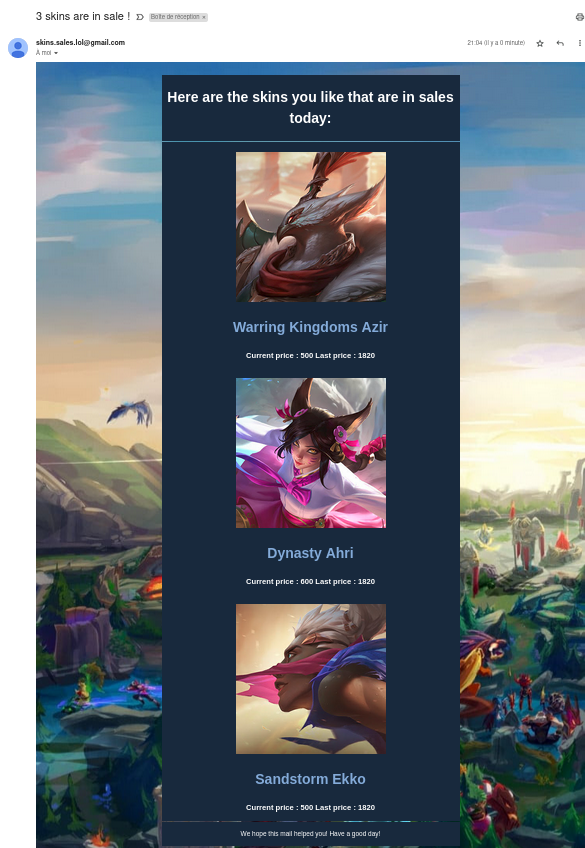 3 skins are in sale !
Boîte de réception ×
skins.sales.lol@gmail.com
21:04 (il y a 0 minute)
À moi
Here are the skins you like that are in sales
today:
Warring Kingdoms Azir
Current price : 500 Last price : 1820
Dynasty Ahri
Current price : 600 Last price : 1820
Sandstorm Ekko
Current price : 500 Last price : 1820
We hope this mail helped you! Have a good day!